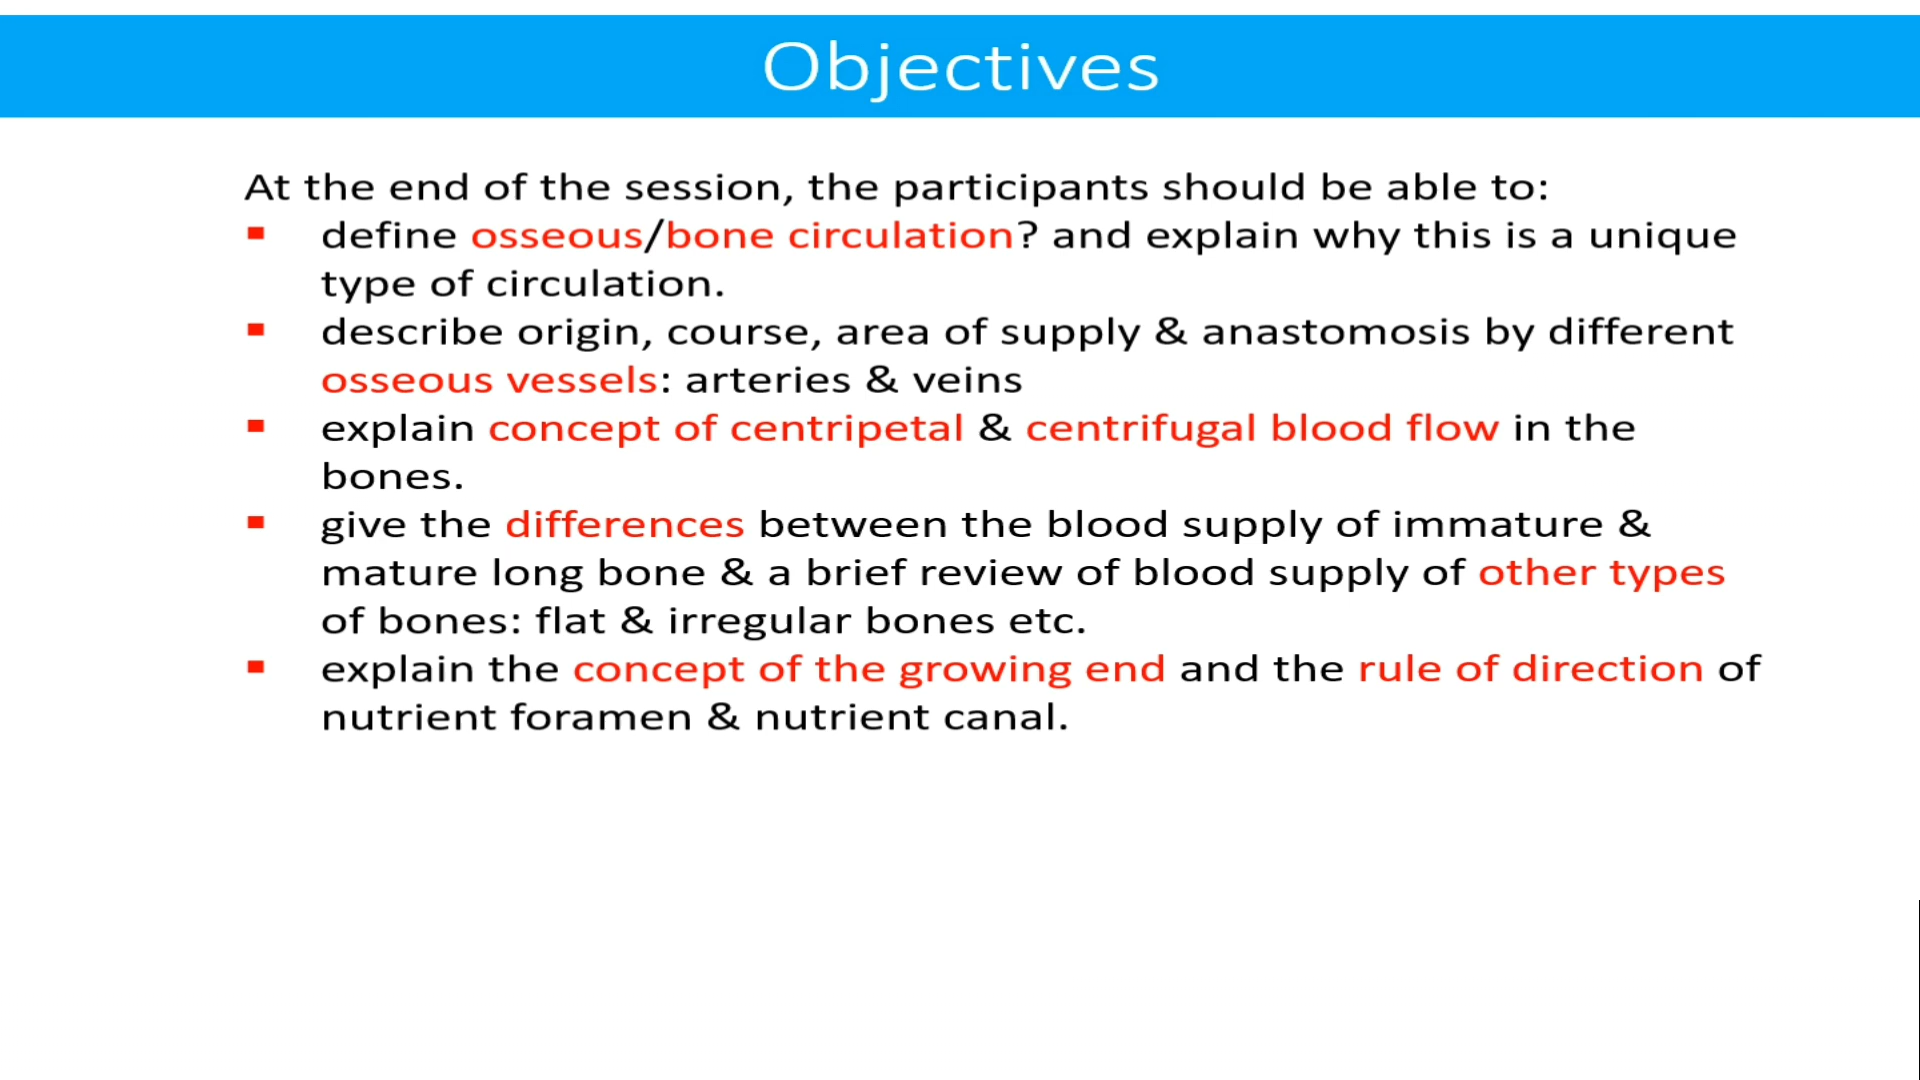 Objectives
At the end of the session, the participants should be able to:
▪ define osseous/bone circulation? and explain why this is a unique
type of circulation.
▪ describe origin, course, area of supply & anastomosis by different
osseous vessels: arteries & veins
▪ explain concept of centripetal & centrifugal blood flow in the
bones.
▪ give the differences between the blood supply of immature &
mature long bone & a brief review of blood supply of other types
of bones: flat & irregular bones etc.
▪ explain the concept of the growing end and the rule of direction of
nutrient foramen & nutrient canal.